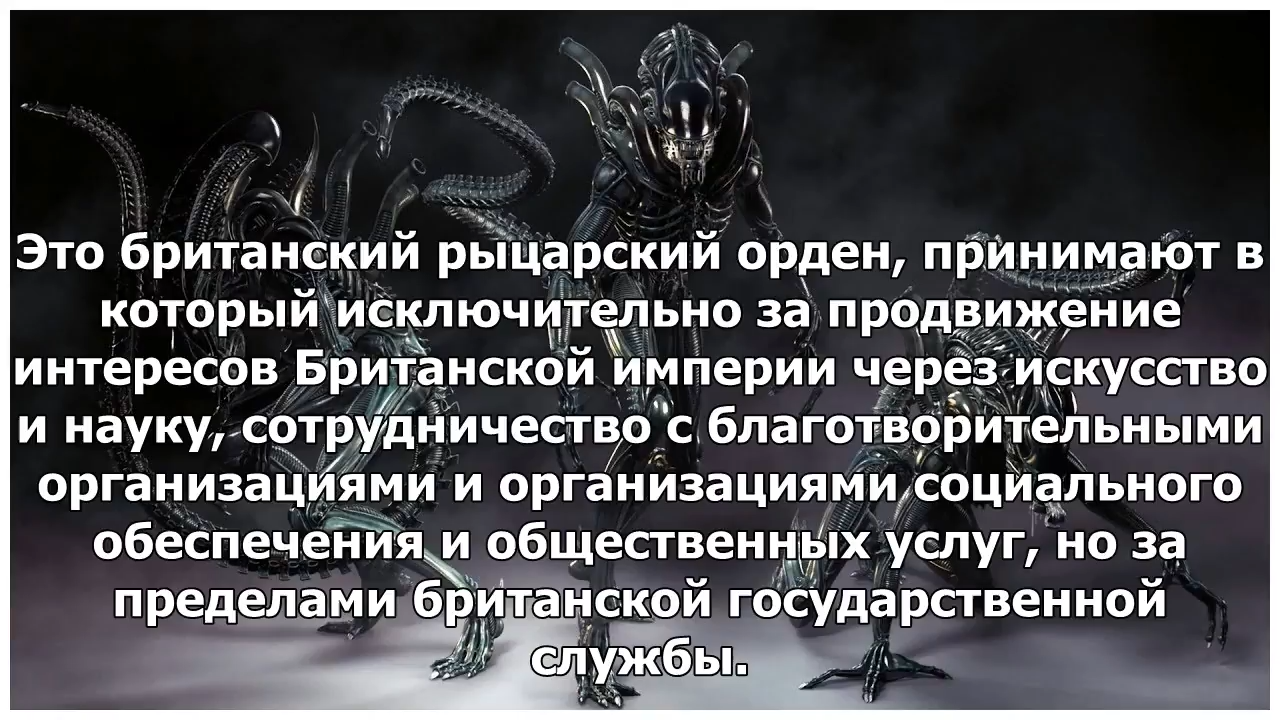 Это британский рыцарский орден, принимают в
который исключительно за продвижение
интересов Британской империи через искусство
и науку, сотрудничество с благотворительными
организациями и организациями социального
обеспечения и общественных услуг, но за
пределами британской государственной
службы.